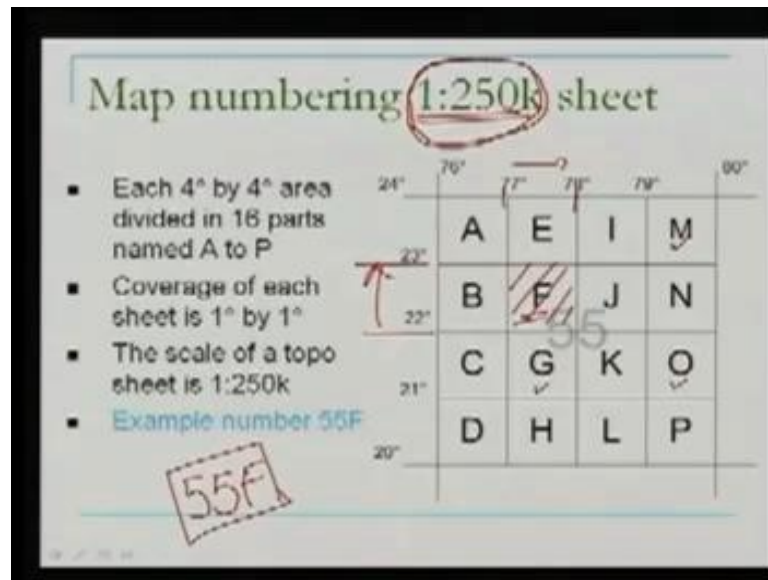 Map numbering 1:250k sheet
▪ Each 4° by 4° area
divided in 16 parts
named A to P
▪ Coverage of each
sheet is 1° by 1°
▪ The scale of a topo
sheet is 1:250k
▪ Example number 55F
55F
76° 77° 78° 79° 80°
24°
A E I M
23°
B F J N
22°
55
C G K O
21°
D H L P
20°